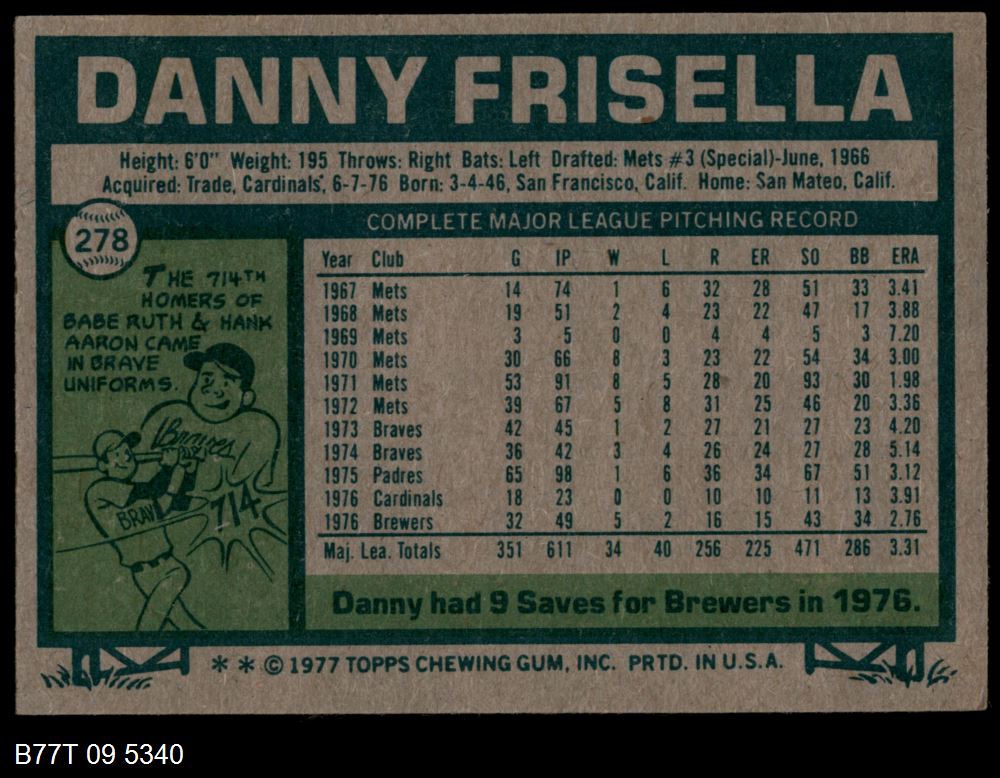 DANNY FRISELLA
Height: 6'0" Weight: 195 Throws: Right Bats: Left Drafted: Mets #3 (Special)-June, 1966
Acquired: Trade, Cardinals, 6-7-76 Born: 3-4-46, San Francisco, Calif. Home: San Mateo, Calif.
278
THE 714TH
HOMERS OF
BABE RUTH & HANK
AARON CAME
IN BRAVE
UNIFORMS.
Braves
BRAV
714
COMPLETE MAJOR LEAGUE PITCHING RECORD
Year Club G IP W L R ER SO BB ERA
1967 Mets 14 74 1 6 32 28 51 33 3.41
1968 Mets 19 51 2 4 23 22 47 17 3.88
1969 Mets 3 5 0 0 4 4 5 3 7.20
1970 Mets 30 66 8 3 23 22 54 34 3.00
1971 Mets 53 91 8 5 28 20 93 30 1.98
1972 Mets 39 67 5 8 31 25 46 20 3.36
1973 Braves 42 45 1 2 27 21 27 23 4.20
1974 Braves 36 42 3 4 26 24 27 28 5.14
1975 Padres 65 98 1 6 36 34 67 51 3.12
1976 Cardinals 18 23 0 0 10 10 11 13 3.91
1976 Brewers 32 49 5 2 16 15 43 34 2.76
Maj. Lea. Totals 351 611 34 40 256 225 471 286 3.31
Danny had 9 Saves for Brewers in 1976.
* * © 1977 TOPPS CHEWING GUM, INC. PRTD. IN U.S.A.
B77T 09 5340